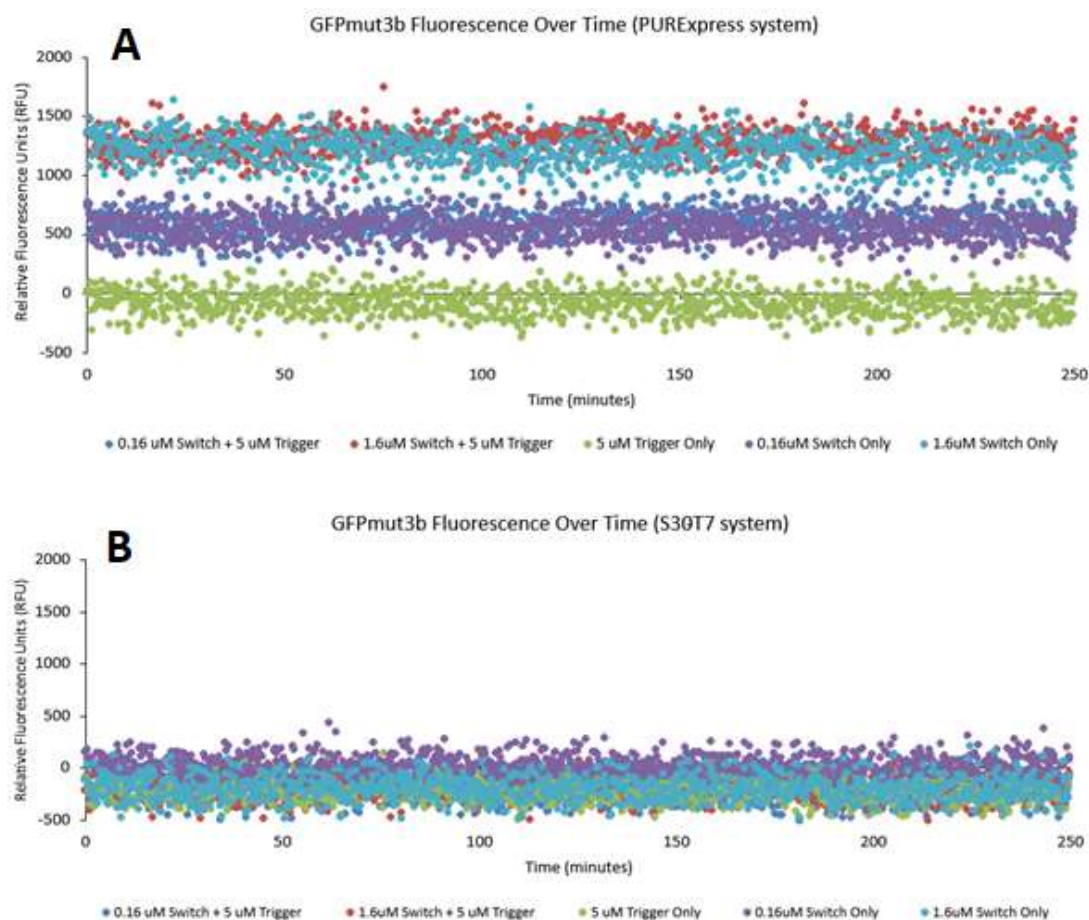 GFPmut3b Fluorescence Over Time (PURExpress system)
A
2000
1500
1000
500
0
-500
Relative Fluorescence Units (RFU)
0 50 100 150 200 250
Time (minutes)
0.16 uM Switch + 5 uM Trigger 1.6uM Switch + 5 uM Trigger 5 uM Trigger Only 0.16uM Switch Only 1.6uM Switch Only
GFPmut3b Fluorescence Over Time (S30T7 system)
B
2000
1500
1000
500
0
-500
Relative Fluorescence Units (RFU)
0 50 100 150 200 250
Time (minutes)
0.16 uM Switch + 5 uM Trigger 1.6uM Switch + 5 uM Trigger 5 uM Trigger Only 0.16uM Switch Only 1.6uM Switch Only